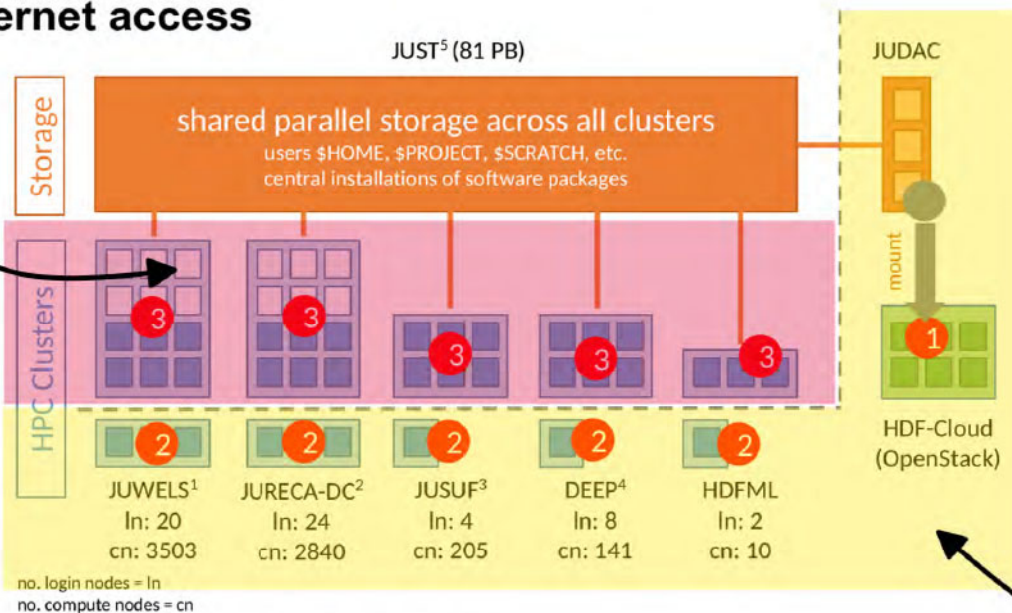 ernet access
JUST⁵ (81 PB)
JUDAC
Storage
shared parallel storage across all clusters
users $HOME, $PROJECT, $SCRATCH, etc.
central installations of software packages
mount
HPC Clusters
3
3
3
3
3
1
2
2
2
2
2
HDF-Cloud
(OpenStack)
JUWELS¹
ln: 20
cn: 3503
JURECA-DC²
ln: 24
cn: 2840
JUSUF³
ln: 4
cn: 205
DEEP⁴
ln: 8
cn: 141
HDFML
ln: 2
cn: 10
no. login nodes = ln
no. compute nodes = cn